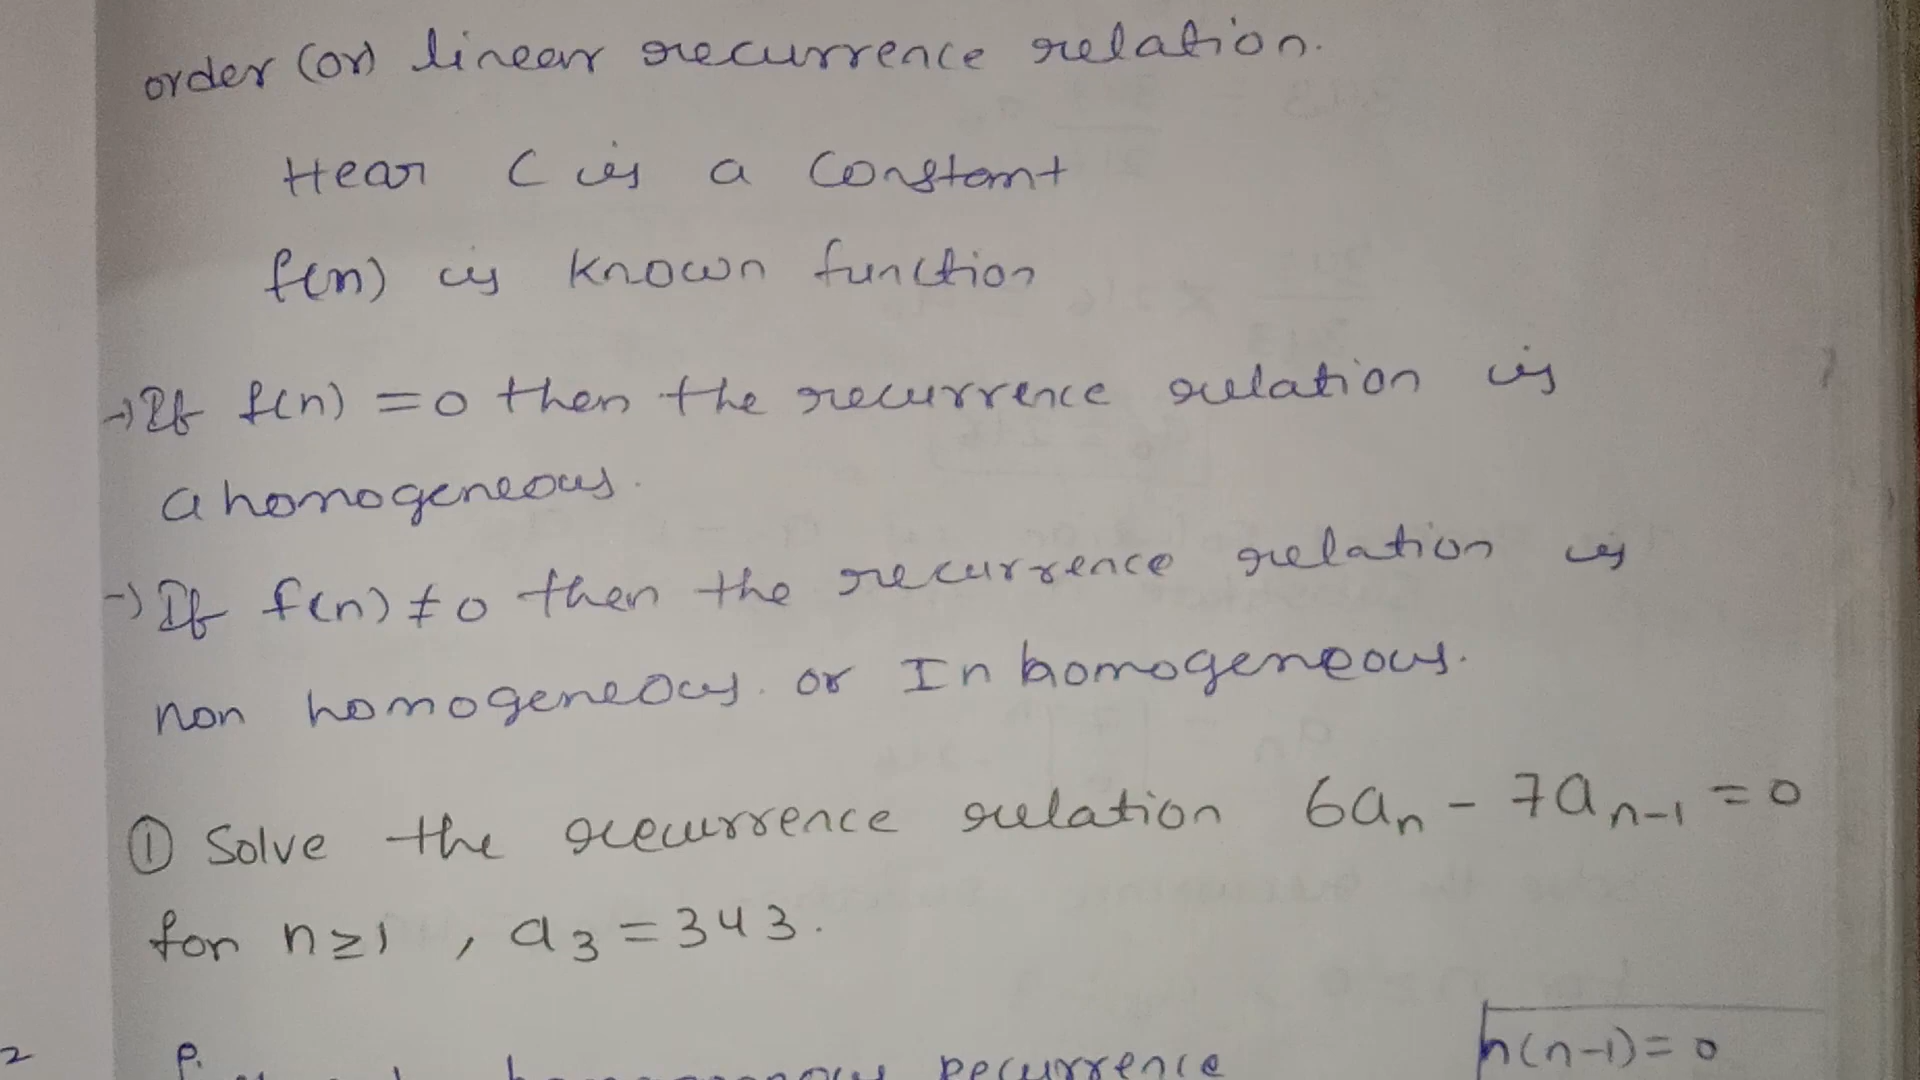 order (or) linear recurrence relation.
Hear C is a constant
f(n) is known function
→ If f(n) = 0 then the recurrence relation is
a homogeneous.
→ If f(n) ≠ 0 then the recurrence relation is
non homogeneous. or In homogeneous.
① Solve the recurrence relation 6aₙ - 7aₙ₋₁ = 0
for n ≥ 1, a₃ = 343.
h(n-1) = 0
2
recurrence